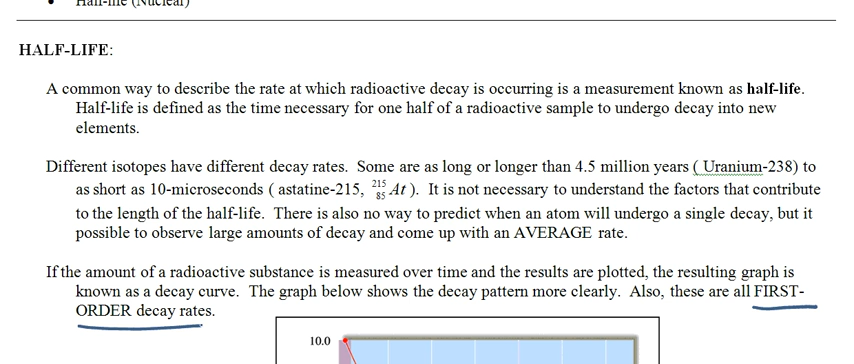 Half-life (Nuclear)
HALF-LIFE:
A common way to describe the rate at which radioactive decay is occurring is a measurement known as half-life.
Half-life is defined as the time necessary for one half of a radioactive sample to undergo decay into new
elements.
Different isotopes have different decay rates.  Some are as long or longer than 4.5 million years ( Uranium-238) to
as short as 10-microseconds ( astatine-215, ²¹⁵₈₅At ).  It is not necessary to understand the factors that contribute
to the length of the half-life.  There is also no way to predict when an atom will undergo a single decay, but it
possible to observe large amounts of decay and come up with an AVERAGE rate.
If the amount of a radioactive substance is measured over time and the results are plotted, the resulting graph is
known as a decay curve.  The graph below shows the decay pattern more clearly.  Also, these are all FIRST-
ORDER decay rates.
10.0